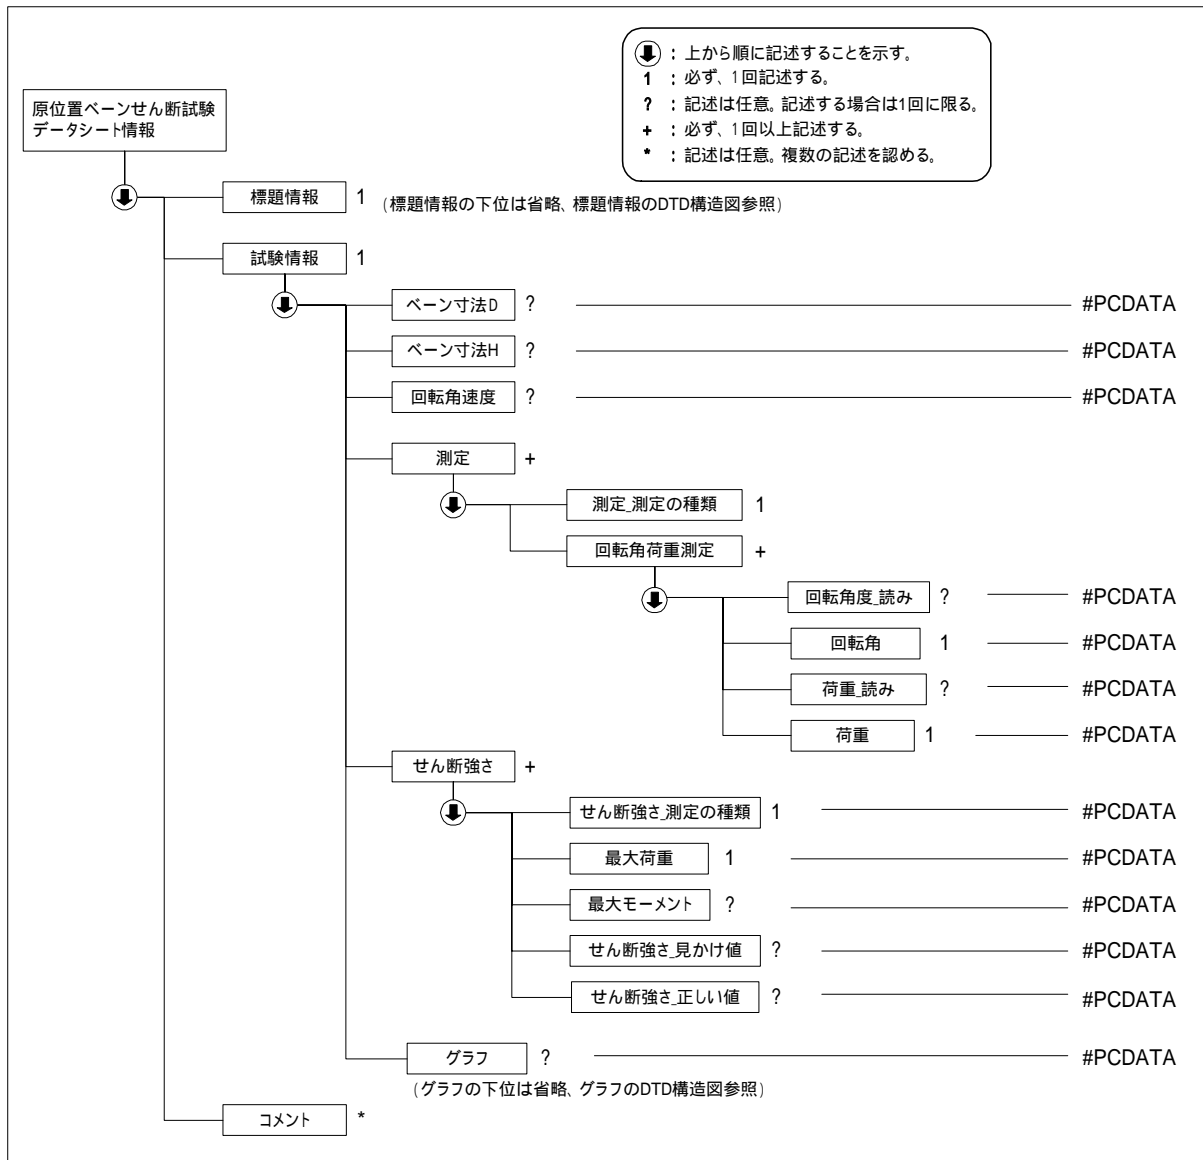 : 上から順に記述することを示す。
1 : 必ず、1回記述する。
? : 記述は任意。記述する場合は1回に限る。
+ : 必ず、1回以上記述する。
* : 記述は任意。複数の記述を認める。
原位置ベーンせん断試験
データシート情報
標題情報 1 (標題情報の下位は省略、標題情報のDTD構造図参照)
試験情報 1
ベーン寸法D ? #PCDATA
ベーン寸法H ? #PCDATA
回転角速度 ? #PCDATA
測定 +
測定_測定の種類 1
回転角荷重測定 +
回転角度_読み ? #PCDATA
回転角 1 #PCDATA
荷重_読み ? #PCDATA
荷重 1 #PCDATA
せん断強さ +
せん断強さ_測定の種類 1 #PCDATA
最大荷重 1 #PCDATA
最大モーメント ? #PCDATA
せん断強さ_見かけ値 ? #PCDATA
せん断強さ_正しい値 ? #PCDATA
グラフ ? #PCDATA
(グラフの下位は省略、グラフのDTD構造図参照)
コメント *